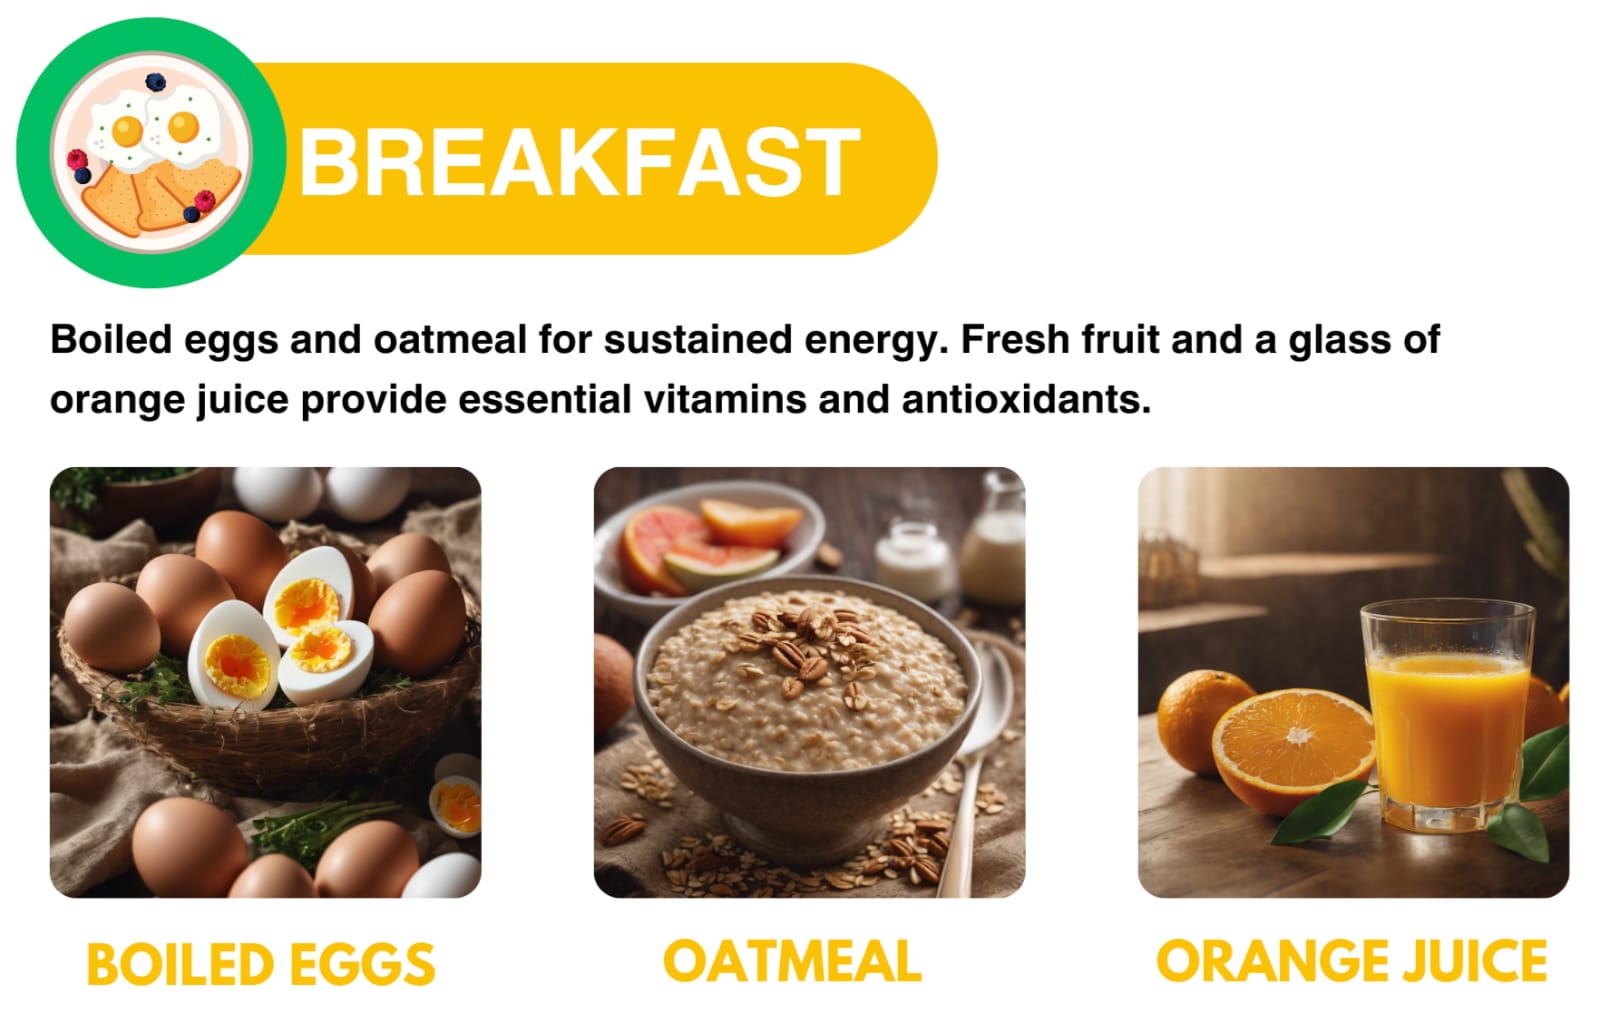 BREAKFAST
Boiled eggs and oatmeal for sustained energy. Fresh fruit and a glass of
orange juice provide essential vitamins and antioxidants.
BOILED EGGS
OATMEAL
ORANGE JUICE